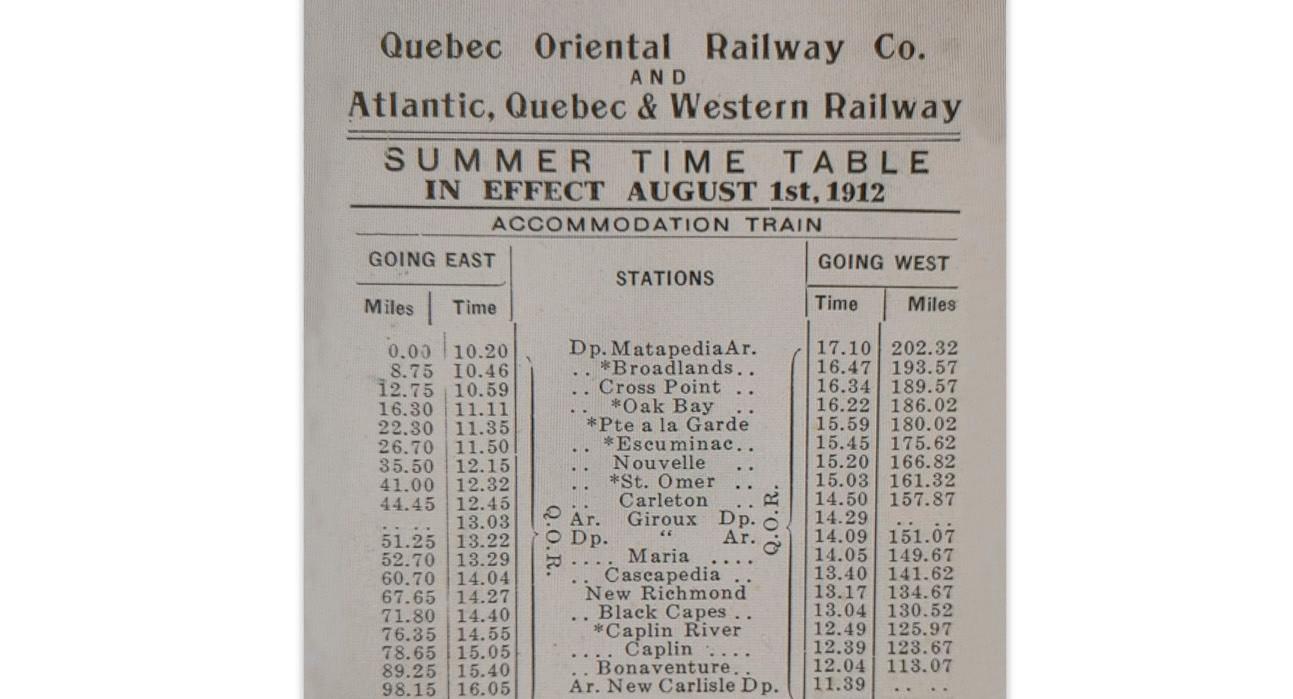 Quebec Oriental Railway Co.
AND
Atlantic, Quebec & Western Railway
SUMMER TIME TABLE
IN EFFECT AUGUST 1st, 1912
ACCOMMODATION TRAIN
GOING EAST STATIONS GOING WEST
Miles Time Time Miles
0.00 10.20 Dp. Matapedia Ar. 17.10 202.32
8.75 10.46 .. *Broadlands.. 16.47 193.57
12.75 10.59 .. Cross Point .. 16.34 189.57
16.30 11.11 .. *Oak Bay .. 16.22 186.02
22.30 11.35 *Pte a la Garde 15.59 180.02
26.70 11.50 .. *Escuminac.. 15.45 175.62
35.50 12.15 .. Nouvelle .. 15.20 166.82
41.00 12.32 .. *St. Omer .. 15.03 161.32
44.45 12.45 .. Carleton .. 14.50 157.87
.. .. 13.03 Ar. Giroux Dp. 14.29 .. ..
51.25 13.22 Dp. “ Ar. 14.09 151.07
52.70 13.29 .... Maria .... 14.05 149.67
60.70 14.04 .. Cascapedia .. 13.40 141.62
67.65 14.27 New Richmond 13.17 134.67
71.80 14.40 .. Black Capes .. 13.04 130.52
76.35 14.55 *Caplin River 12.49 125.97
78.65 15.05 .... Caplin .... 12.39 123.67
89.25 15.40 .. Bonaventure.. 12.04 113.07
98.15 16.05 Ar. New Carlisle Dp. 11.39 .. ..
Q.O.R.
Q.O.R.